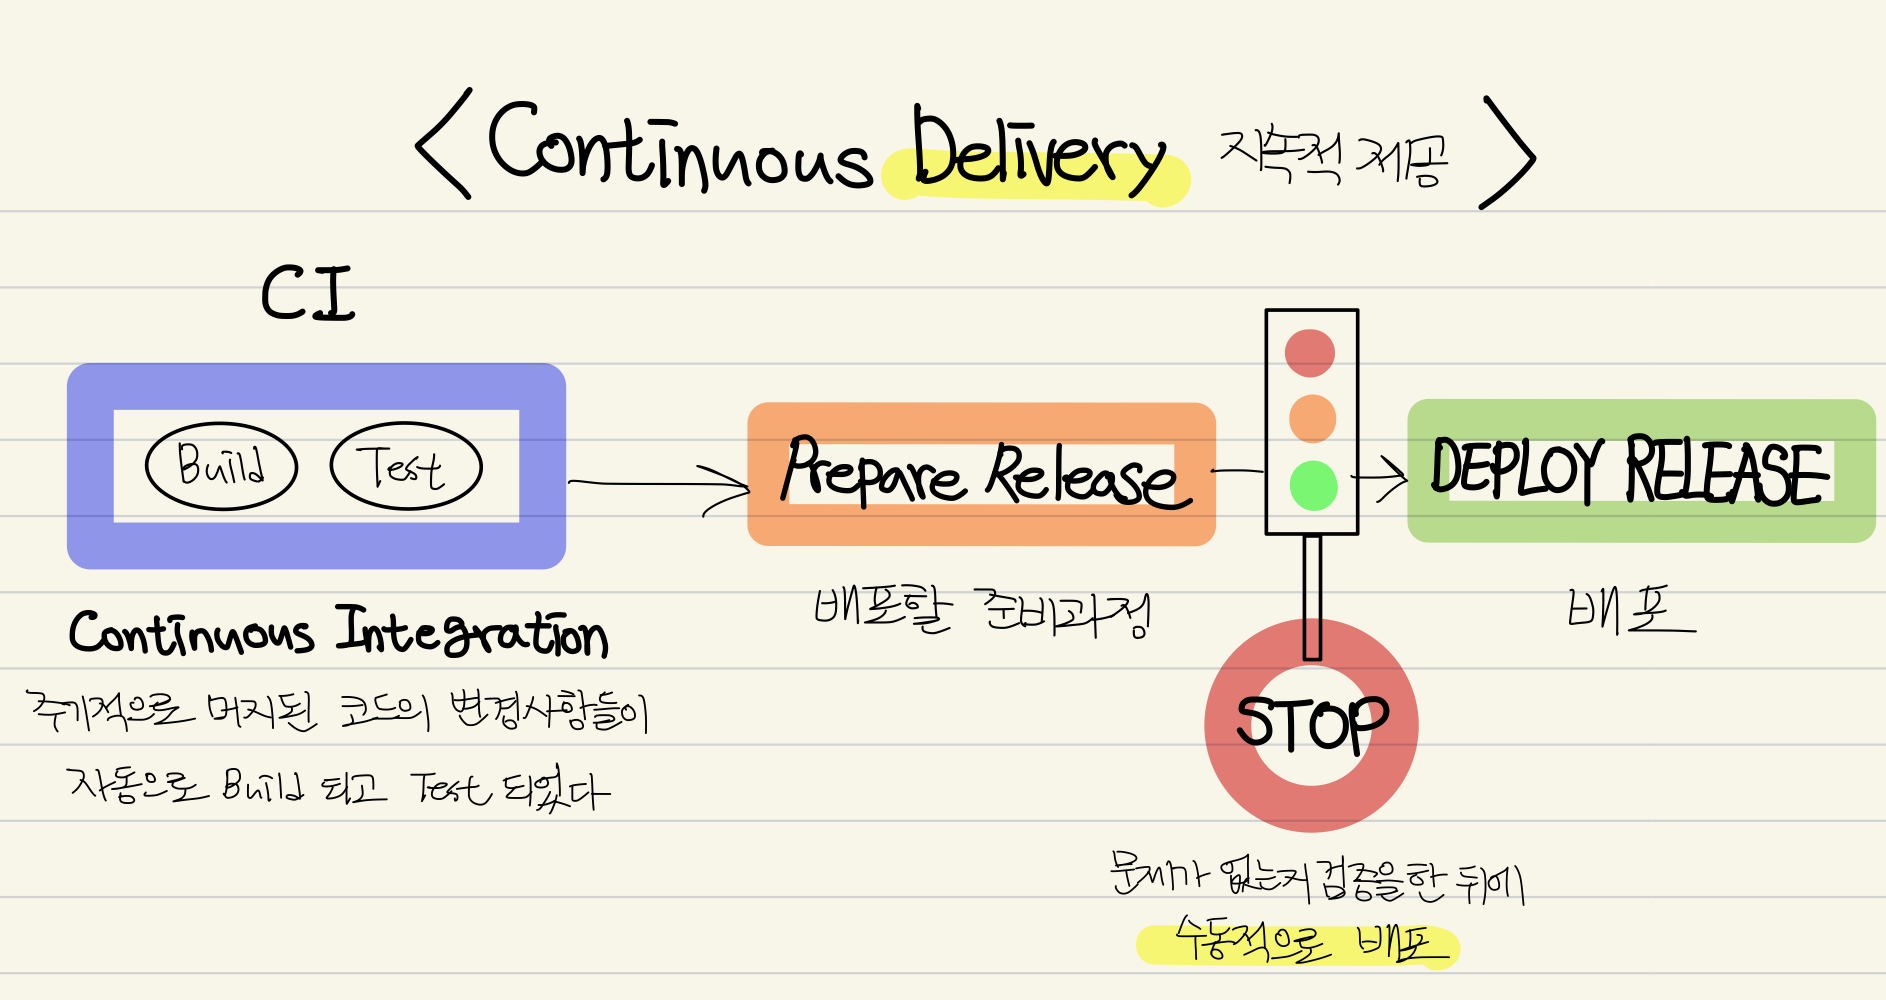 < Continuous Delivery 지속적 제공 >
CI
Build Test
Prepare Release
DEPLOY RELEASE
배포할 준비과정
배포
Continuous Integration
주기적으로 머지된 코드의 변경사항들이
자동으로 Build 되고 Test 되었다
STOP
문제가 없는지 검증을 한 뒤에
수동적으로 배포